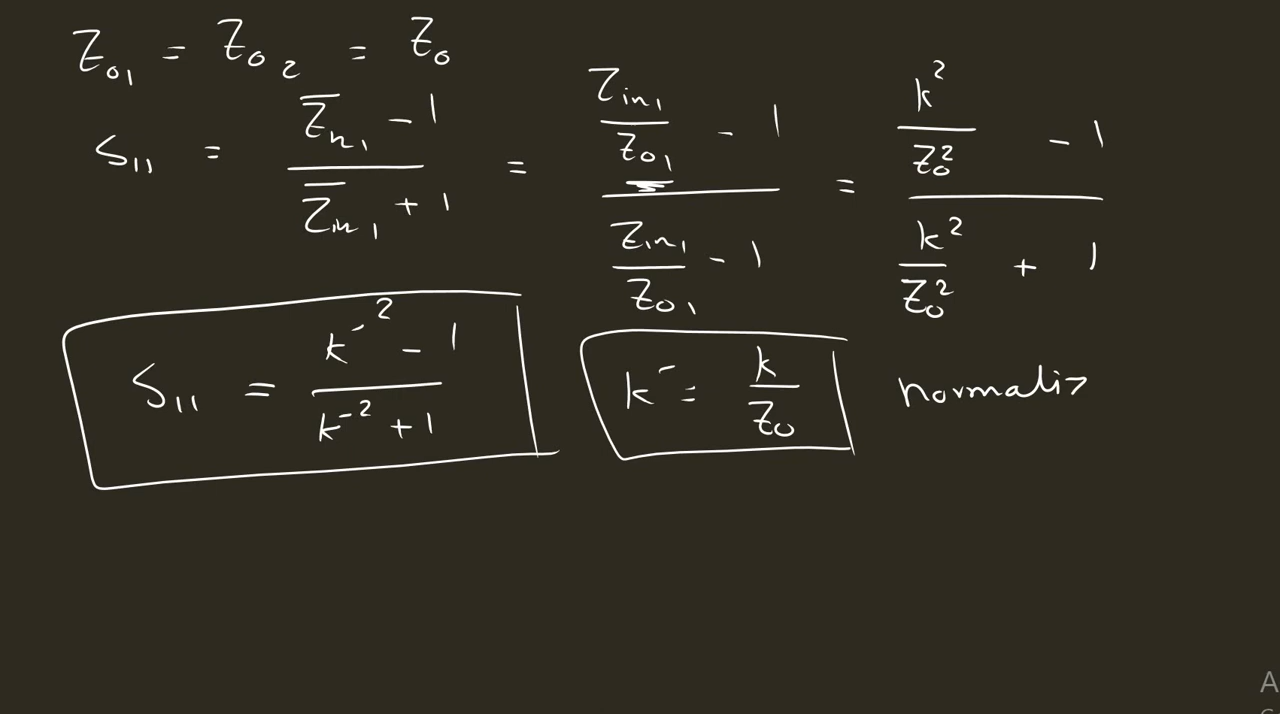 Z₀₁ = Z₀₂ = Z₀
S₁₁ = (Z̅n₁ - 1)/(Z̅in₁ + 1) = (Zin₁/Z₀₁ - 1)/(Zin₁/Z₀₁ - 1) = (k²/Z₀² - 1)/(k²/Z₀² + 1)
S₁₁ = (k⁻² - 1)/(k⁻² + 1) k⁻ = k/Z₀ normaliz
A